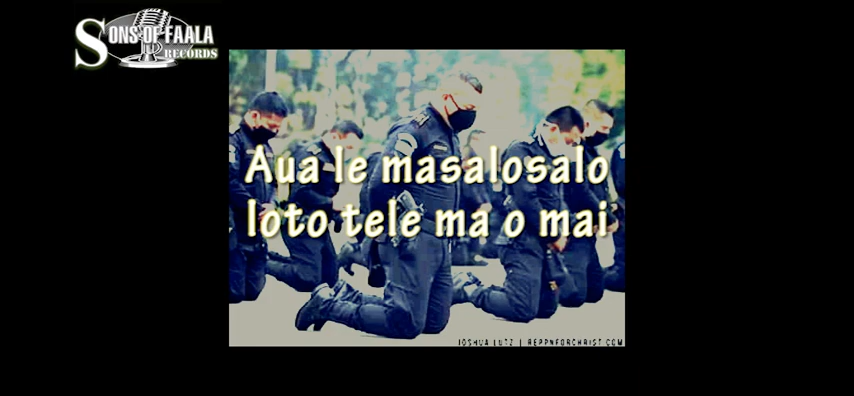 SONS OF FAALA
RECORDS
Aua le masalosalo
loto tele ma o mai
JOSHUA LUTZ | REPPNFORCHRIST.COM